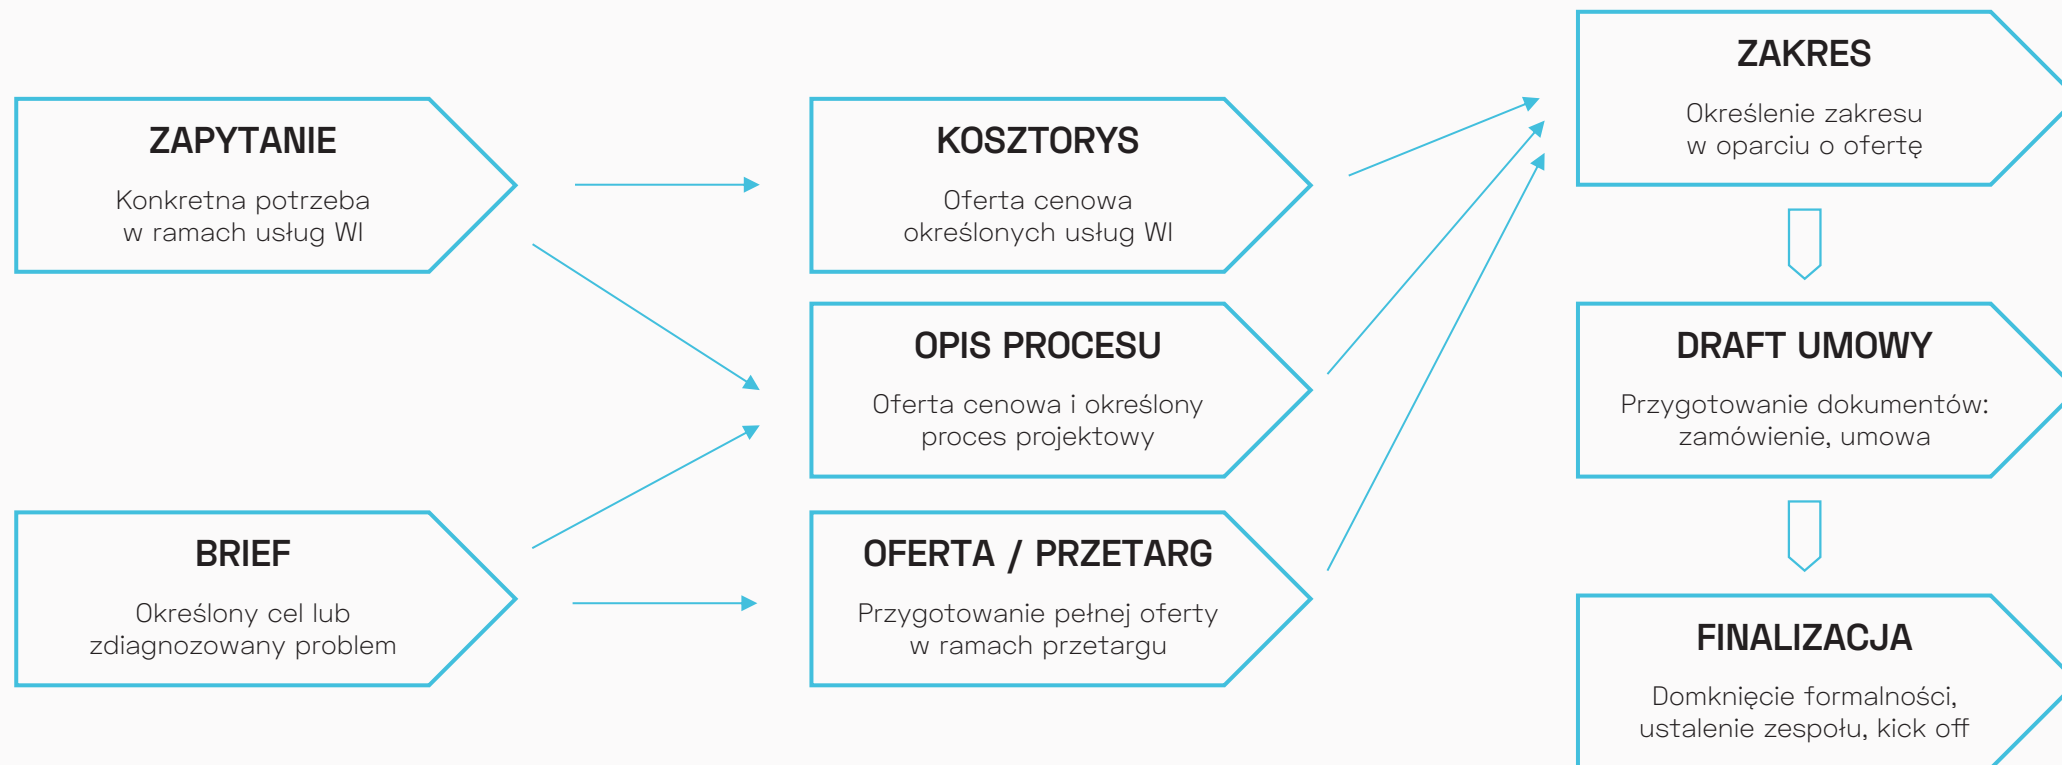 ZAPYTANIE
Konkretna potrzeba
w ramach usług WI
BRIEF
Określony cel lub
zdiagnozowany problem
KOSZTORYS
Oferta cenowa
określonych usług WI
OPIS PROCESU
Oferta cenowa i określony
proces projektowy
OFERTA / PRZETARG
Przygotowanie pełnej oferty
w ramach przetargu
ZAKRES
Określenie zakresu
w oparciu o ofertę
DRAFT UMOWY
Przygotowanie dokumentów:
zamówienie, umowa
FINALIZACJA
Domknięcie formalności,
ustalenie zespołu, kick off